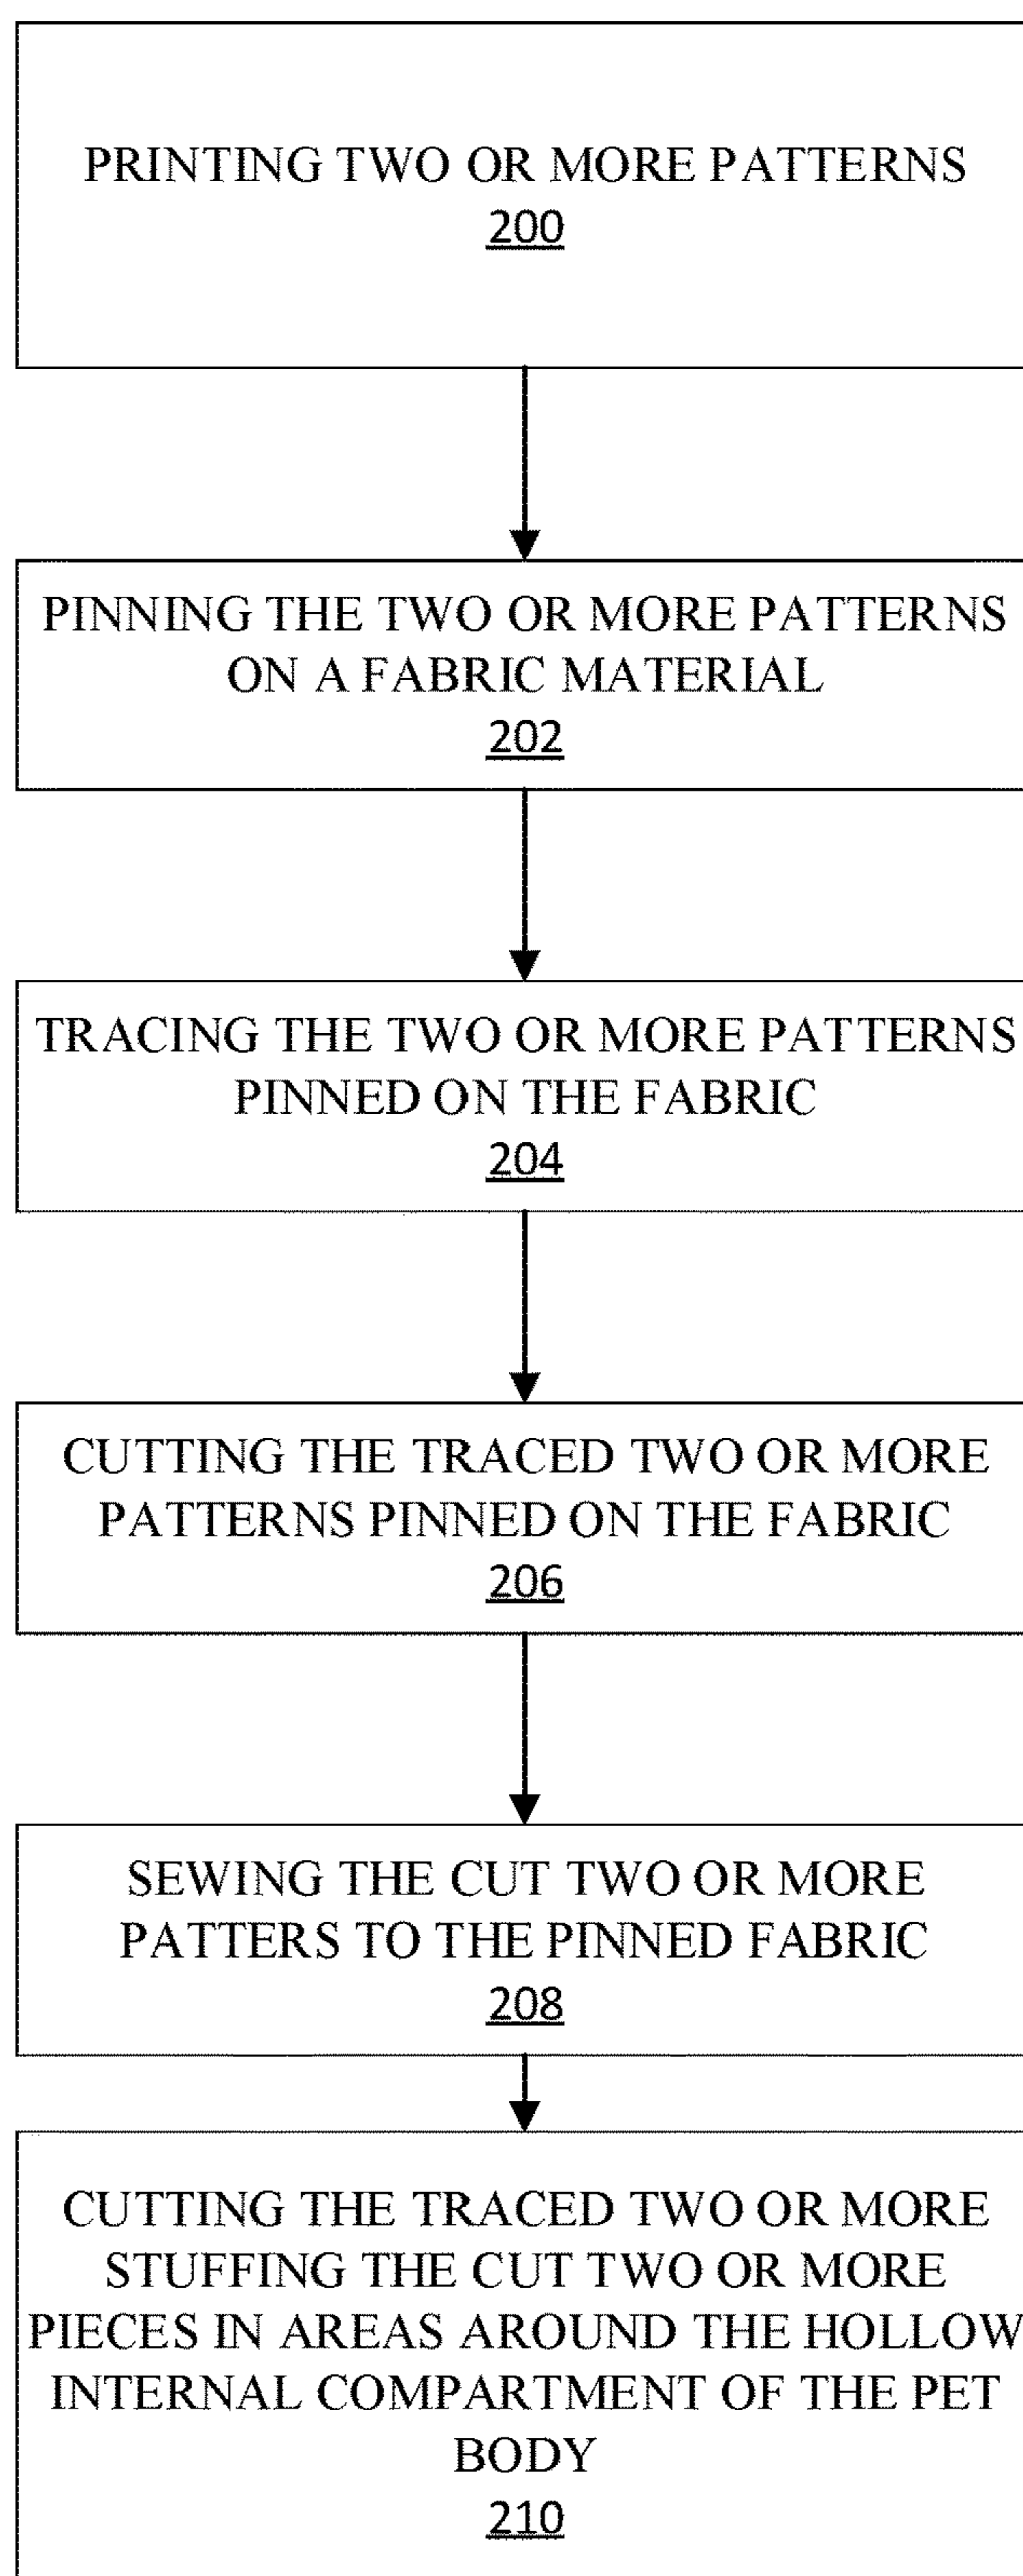 PRINTING TWO OR MORE PATTERNS
200
PINNING THE TWO OR MORE PATTERNS
ON A FABRIC MATERIAL
202
TRACING THE TWO OR MORE PATTERNS
PINNED ON THE FABRIC
204
CUTTING THE TRACED TWO OR MORE
PATTERNS PINNED ON THE FABRIC
206
SEWING THE CUT TWO OR MORE
PATTERS TO THE PINNED FABRIC
208
CUTTING THE TRACED TWO OR MORE
STUFFING THE CUT TWO OR MORE
PIECES IN AREAS AROUND THE HOLLOW
INTERNAL COMPARTMENT OF THE PET
BODY
210